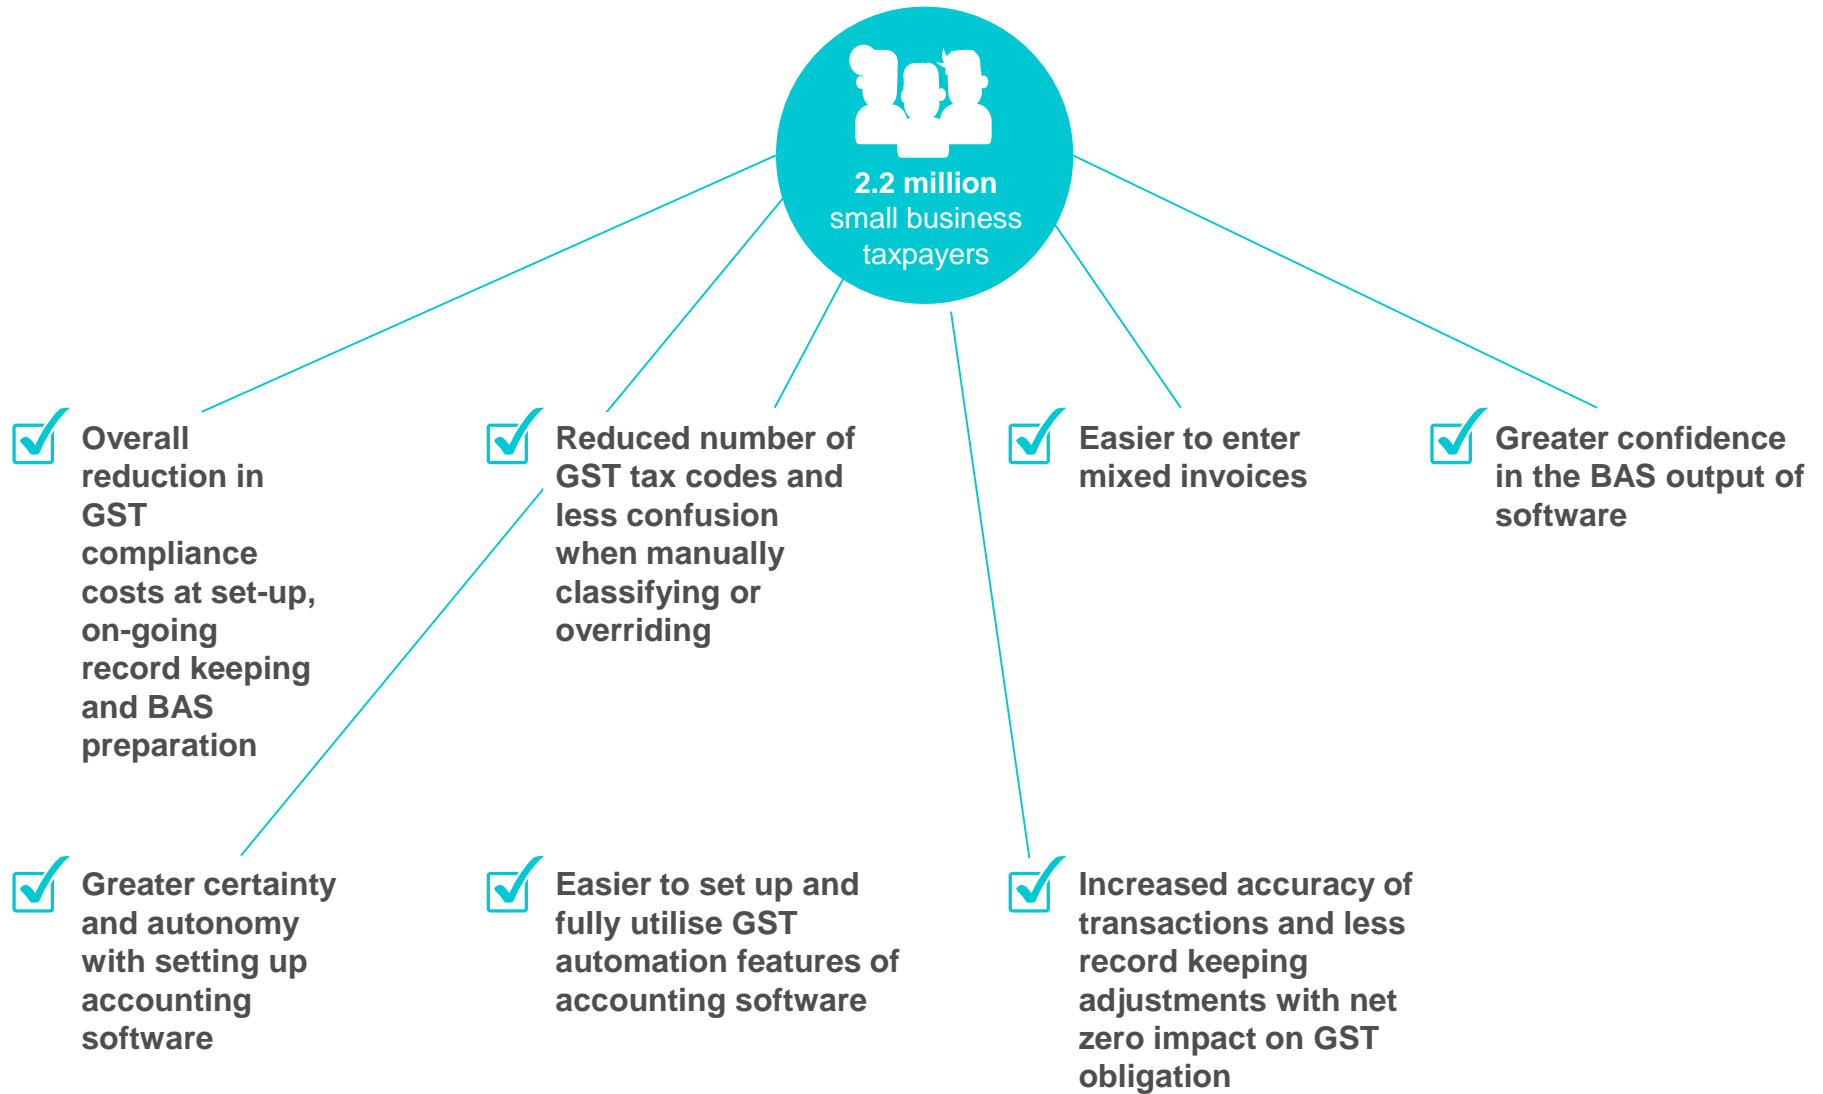 2.2 million
small business
taxpayers
Overall
reduction in
GST
compliance
costs at set-up,
on-going
record keeping
and BAS
preparation
Reduced number of
GST tax codes and
less confusion
when manually
classifying or
overriding
Easier to enter
mixed invoices
Greater confidence
in the BAS output of
software
Greater certainty
and autonomy
with setting up
accounting
software
Easier to set up and
fully utilise GST
automation features of
accounting software
Increased accuracy of
transactions and less
record keeping
adjustments with net
zero impact on GST
obligation